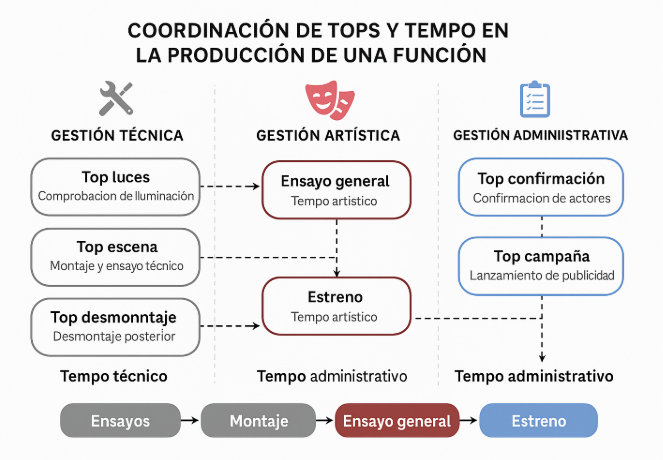 COORDINACIÓN DE TOPS Y TEMPO EN
LA PRODUCCIÓN DE UNA FUNCIÓN
GESTIÓN TÉCNICA
Top luces
Comprobacion de lluminación
Top escena
Montaje y ensayo técnico
Top desmonntaje
Desmontaje posterior
Tempo técnico
GESTIÓN ARTÍSTICA
Ensayo general
Tempo artistico
Estreno
Tempo artístico
Tempo administrativo
GESTIÓN ADMINIISTRATIVA
Top confirmación
Confirmacion de actores
Top campaña
Lanzamiento de publicidad
Tempo administrativo
Ensayos
Montaje
Ensayo general
Estreno